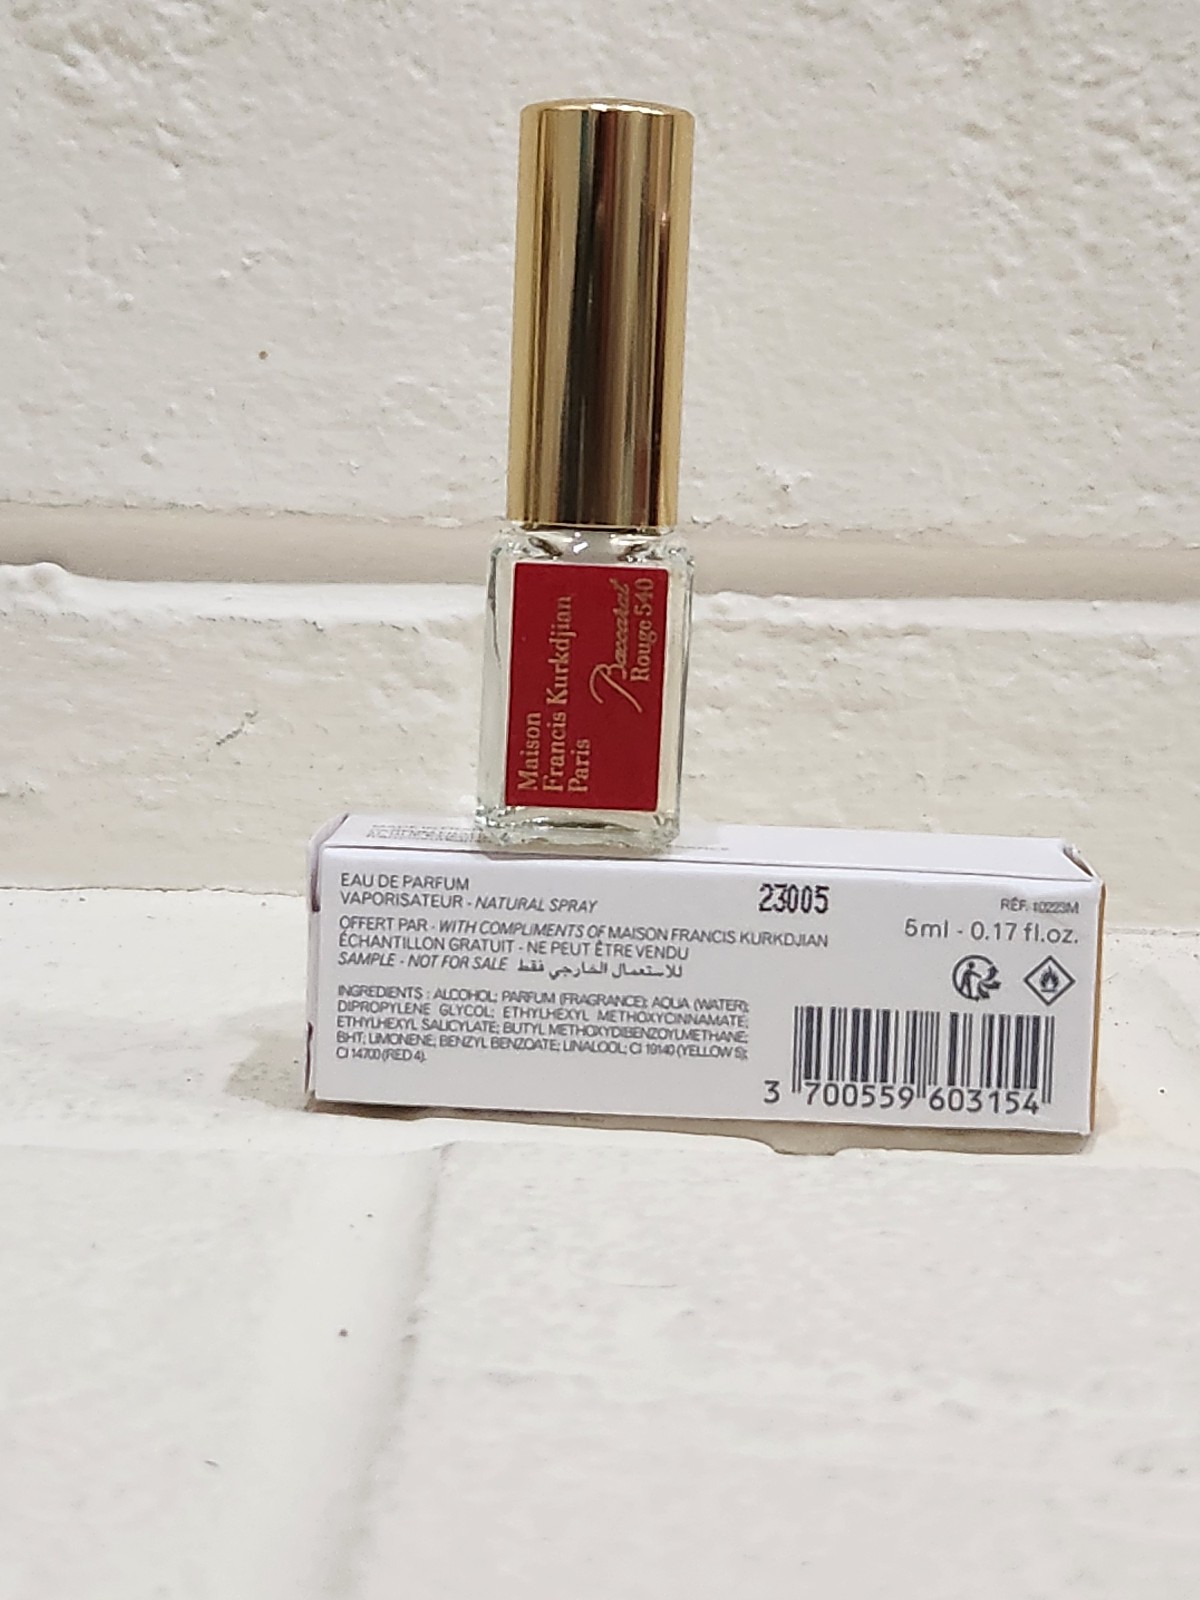 Maison
Francis Kurkdjian
Paris
Baccarat
Rouge 540
EAU DE PARFUM
VAPORISATEUR - NATURAL SPRAY
OFFERT PAR - WITH COMPLIMENTS OF MAISON FRANCIS KURKDJIAN
ÉCHANTILLON GRATUIT - NE PEUT ÊTRE VENDU
SAMPLE - NOT FOR SALE للاستعمال الخارجي فقط
INGREDIENTS : ALCOHOL; PARFUM (FRAGRANCE); AQUA (WATER);
DIPROPYLENE GLYCOL; ETHYLHEXYL METHOXYCINNAMATE;
ETHYLHEXYL SALICYLATE; BUTYL METHOXYDIBENZOYLMETHANE;
BHT; LIMONENE; BENZYL BENZOATE; LINALOOL; CI 19140 (YELLOW 5);
CI 14700 (RED 4).
23005
RÉF. 10223M
5ml - 0.17 fl.oz.
3 700559 603154